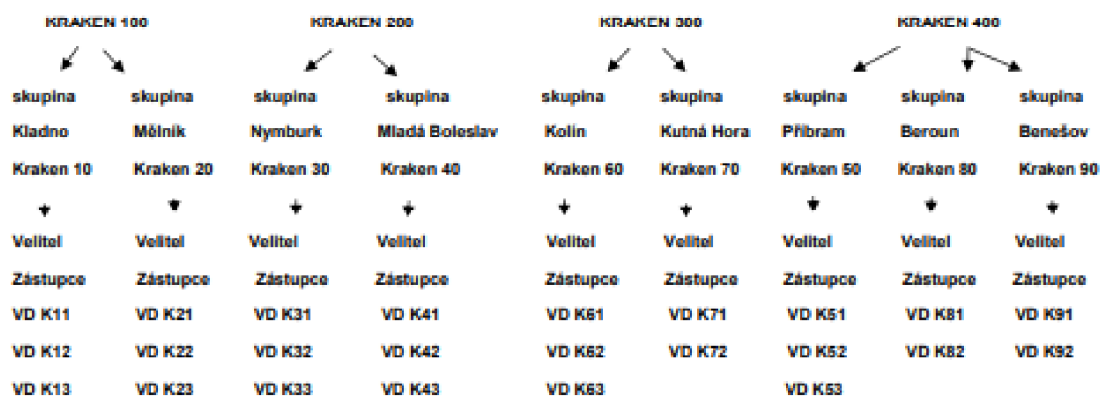 KRAKEN 100 KRAKEN 200 KRAKEN 300 KRAKEN 400
skupina skupina skupina skupina skupina skupina skupina skupina skupina
Kladno Mělník Nymburk Mladá Boleslav Kolín Kutná Hora Příbram Beroun Benešov
Kraken 10 Kraken 20 Kraken 30 Kraken 40 Kraken 60 Kraken 70 Kraken 50 Kraken 80 Kraken 90
Velitel Velitel Velitel Velitel Velitel Velitel Velitel Velitel Velitel
Zástupce Zástupce Zástupce Zástupce Zástupce Zástupce Zástupce Zástupce Zástupce
VD K11 VD K21 VD K31 VD K41 VD K61 VD K71 VD K51 VD K81 VD K91
VD K12 VD K22 VD K32 VD K42 VD K62 VD K72 VD K52 VD K82 VD K92
VD K13 VD K23 VD K33 VD K43 VD K63 VD K53